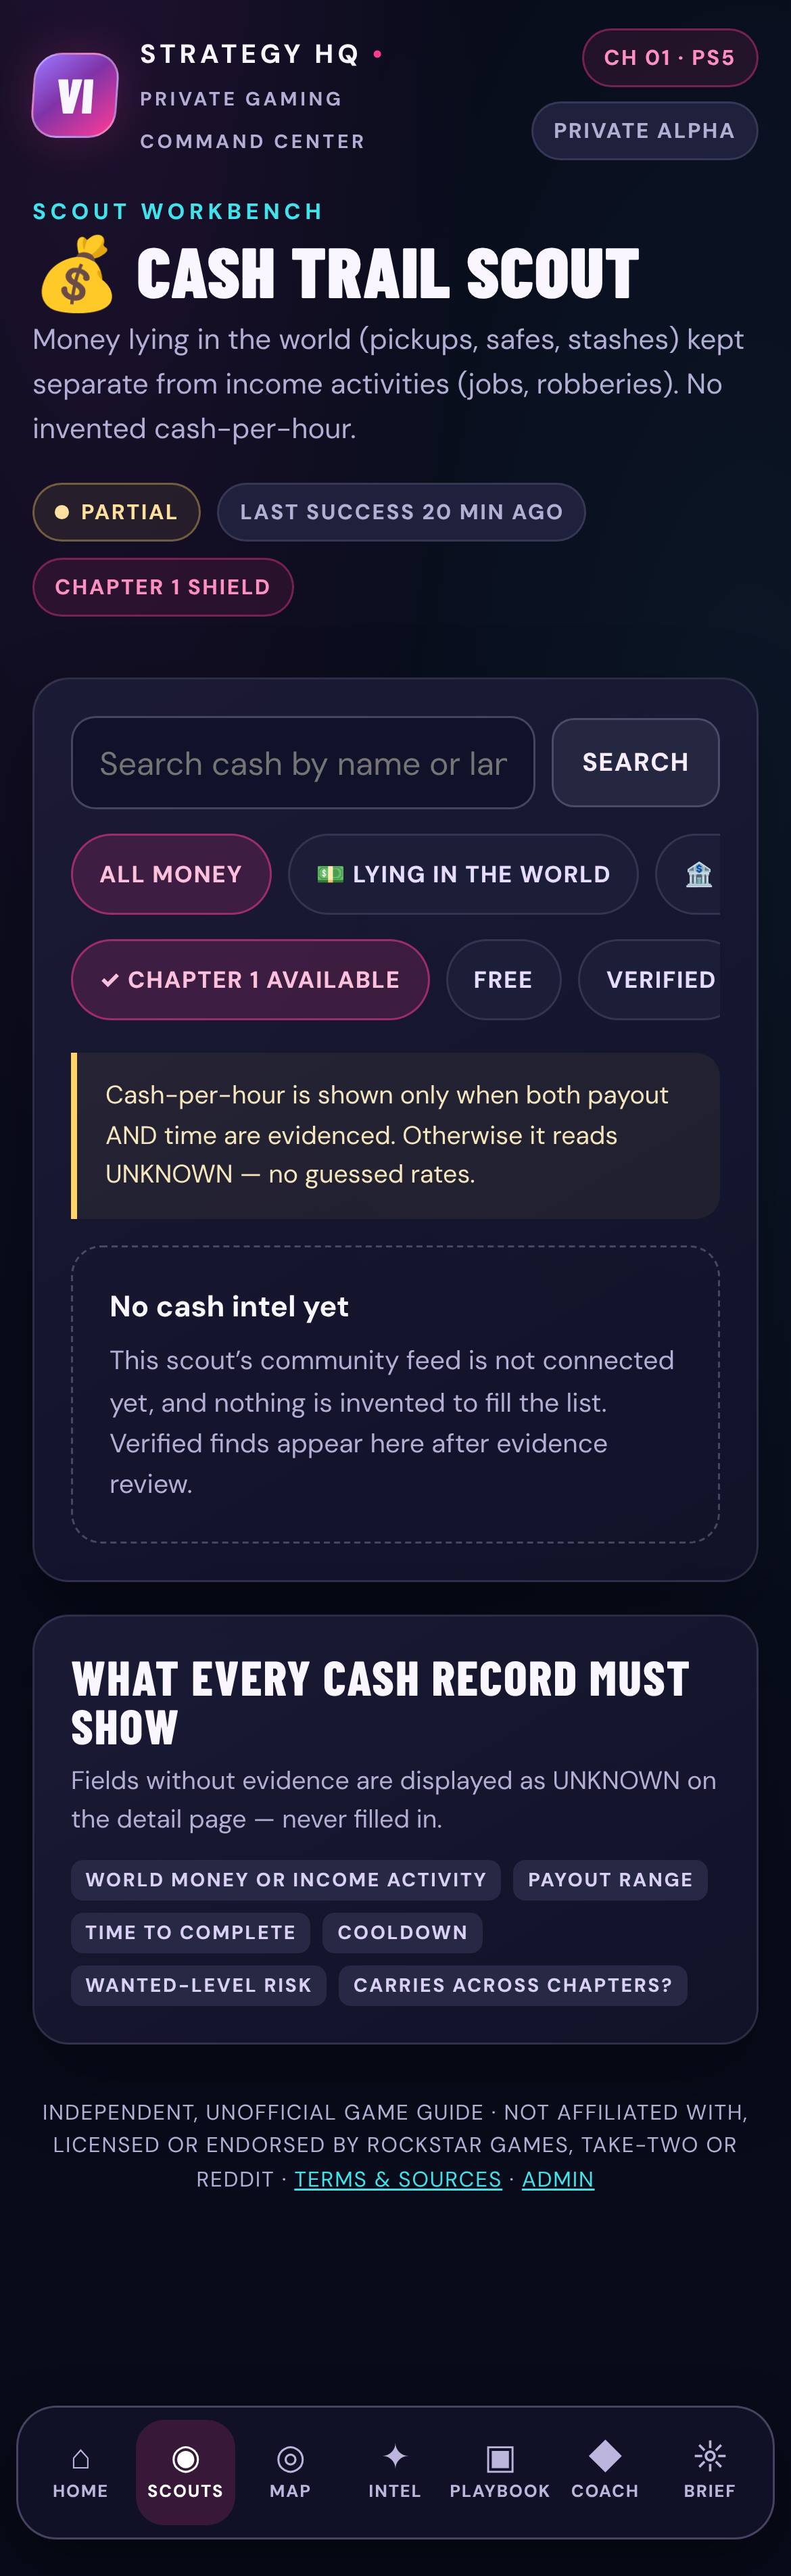 VI
STRATEGY HQ
PRIVATE GAMING
COMMAND CENTER
CH 01 · PS5
PRIVATE ALPHA
SCOUT WORKBENCH
💰 CASH TRAIL SCOUT
Money lying in the world (pickups, safes, stashes) kept
separate from income activities (jobs, robberies). No
invented cash-per-hour.
PARTIAL
LAST SUCCESS 20 MIN AGO
CHAPTER 1 SHIELD
Search cash by name or lar
SEARCH
ALL MONEY
💵 LYING IN THE WORLD
🏦
✓ CHAPTER 1 AVAILABLE
FREE
VERIFIED
Cash-per-hour is shown only when both payout
AND time are evidenced. Otherwise it reads
UNKNOWN — no guessed rates.
No cash intel yet
This scout’s community feed is not connected
yet, and nothing is invented to fill the list.
Verified finds appear here after evidence
review.
WHAT EVERY CASH RECORD MUST
SHOW
Fields without evidence are displayed as UNKNOWN on
the detail page — never filled in.
WORLD MONEY OR INCOME ACTIVITY
PAYOUT RANGE
TIME TO COMPLETE
COOLDOWN
WANTED-LEVEL RISK
CARRIES ACROSS CHAPTERS?
INDEPENDENT, UNOFFICIAL GAME GUIDE · NOT AFFILIATED WITH,
LICENSED OR ENDORSED BY ROCKSTAR GAMES, TAKE-TWO OR
REDDIT · TERMS & SOURCES · ADMIN
HOME
SCOUTS
MAP
INTEL
PLAYBOOK
COACH
BRIEF